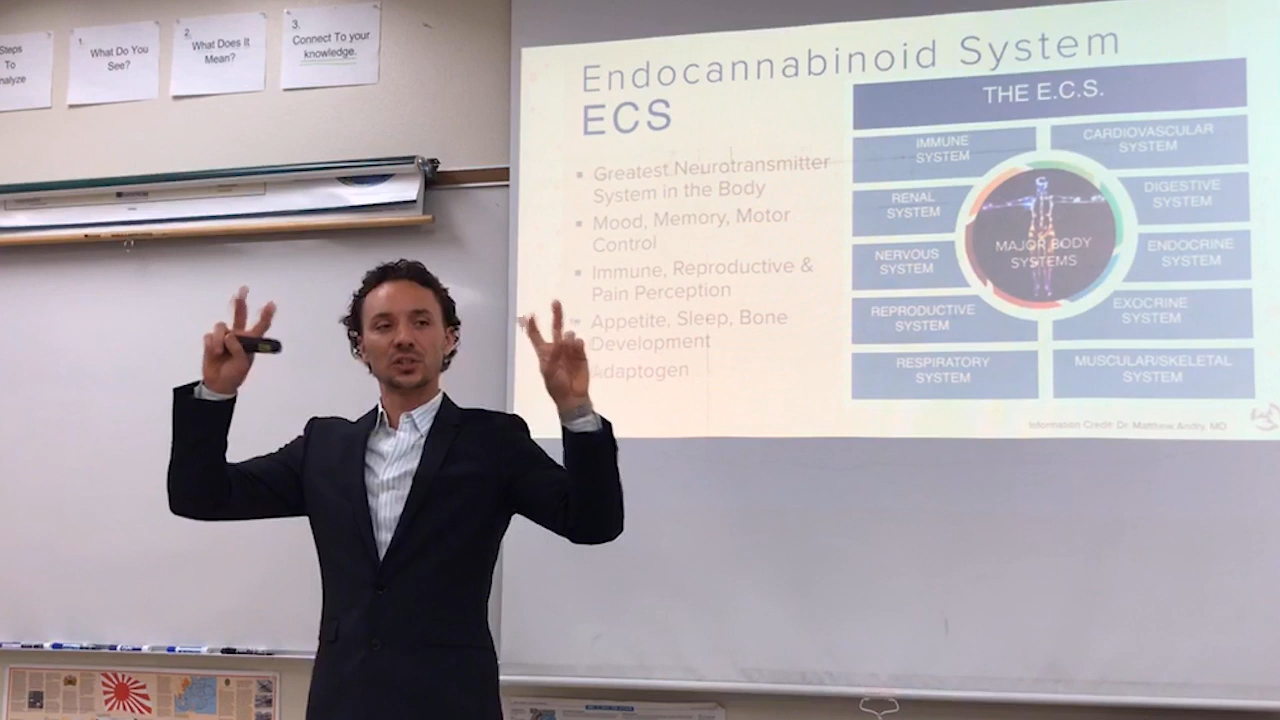 Steps
To
nalyze
1.
What Do You
See?
2.
What Does It
Mean?
3.
Connect To your
knowledge.
Endocannabinoid System
ECS
Greatest Neurotransmitter
System in the Body
Mood, Memory, Motor
Control
Immune, Reproductive &
Pain Perception
Appetite, Sleep, Bone
Development
Adaptogen
THE E.C.S.
IMMUNE
SYSTEM
CARDIOVASCULAR
SYSTEM
RENAL
SYSTEM
DIGESTIVE
SYSTEM
NERVOUS
SYSTEM
MAJOR BODY
SYSTEMS
ENDOCRINE
SYSTEM
REPRODUCTIVE
SYSTEM
EXOCRINE
SYSTEM
RESPIRATORY
SYSTEM
MUSCULAR/SKELETAL
SYSTEM
Information Credit: Dr. Matthew Andry, MD